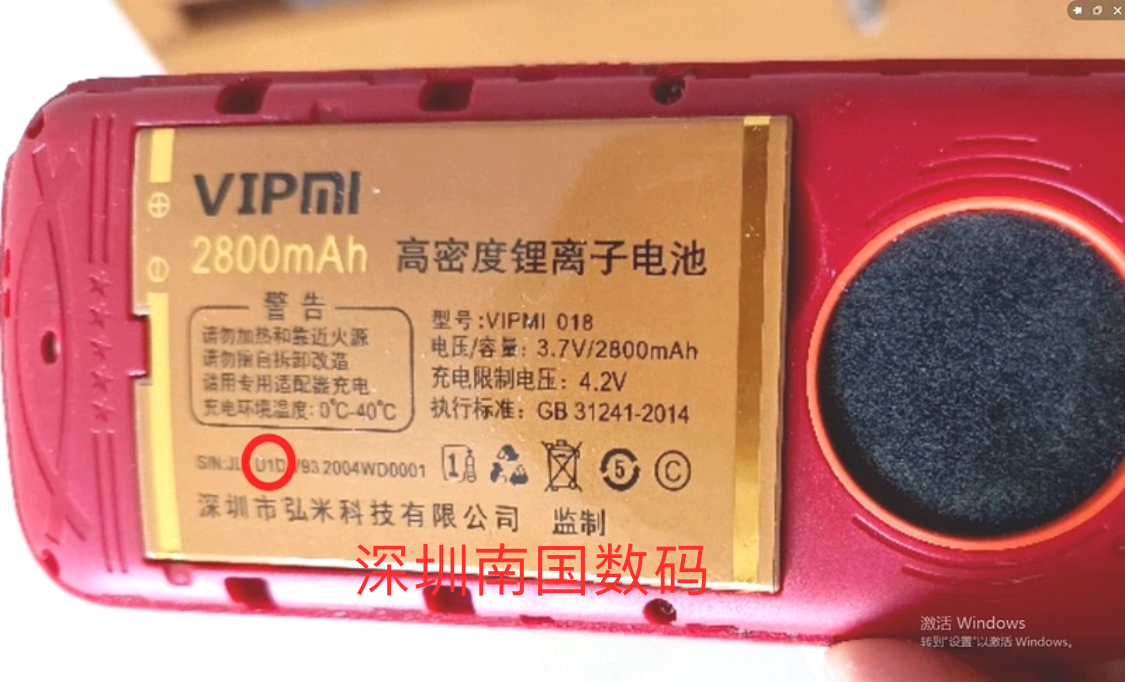 VIPMI
2800mAh 高密度锂离子电池
警告
请勿加热和靠近火源
请勿擅自拆卸改造
请用专用适配器充电
充电环境温度:0℃-40℃
型号:VIPMI 018
电压/容量: 3.7V/2800mAh
充电限制电压: 4.2V
执行标准: GB 31241-2014
S/N:JL U1D /93 2004WD0001
1 5 C
深圳市弘米科技有限公司 监制
深圳南国数码
激活 Windows
转到"设置"以激活 Windows。